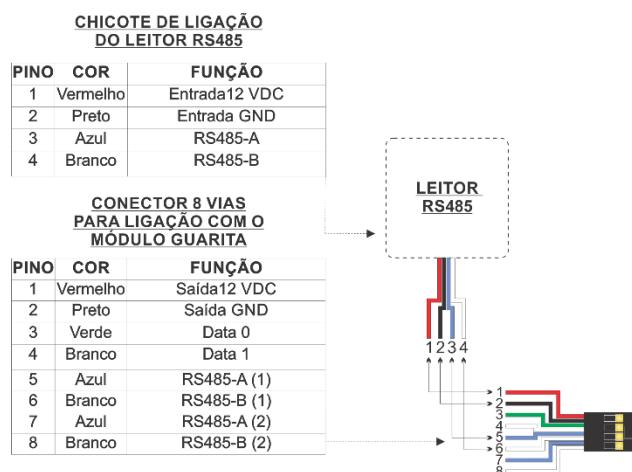 CHICOTE DE LIGAÇÃO
DO LEITOR RS485
PINO COR FUNÇÃO
1 Vermelho Entrada12 VDC
2 Preto Entrada GND
3 Azul RS485-A
4 Branco RS485-B
CONECTOR 8 VIAS
PARA LIGAÇÃO COM O
MÓDULO GUARITA
PINO COR FUNÇÃO
1 Vermelho Saída12 VDC
2 Preto Saída GND
3 Verde Data 0
4 Branco Data 1
5 Azul RS485-A (1)
6 Branco RS485-B (1)
7 Azul RS485-A (2)
8 Branco RS485-B (2)
LEITOR
RS485
1 2 3 4
1
2
3
4
5
6
7
8